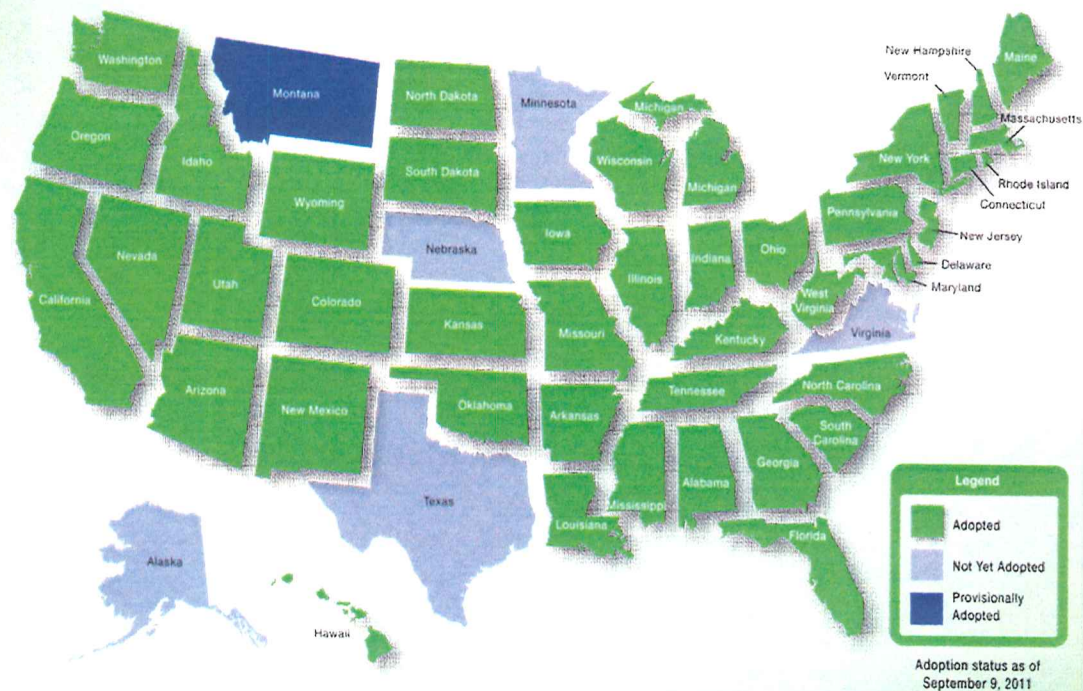 Washington
Montana
North Dakota
Minnesota
Michigan
New Hampshire
Maine
Vermont
Massachusetts
Oregon
Idaho
Wyoming
South Dakota
Wisconsin
Michigan
New York
Rhode Island
Connecticut
Pennsylvania
New Jersey
Nebraska
Iowa
Illinois
Indiana
Ohio
Delaware
Maryland
Nevada
Utah
Colorado
California
Kansas
Missouri
Kentucky
West
Virginia
Virginia
Arizona
New Mexico
Oklahoma
Arkansas
Tennessee
North Carolina
South
Carolina
Texas
Louisiana
Mississippi
Alabama
Georgia
Florida
Alaska
Hawaii
Legend
Adopted
Not Yet Adopted
Provisionally
Adopted
Adoption status as of
September 9, 2011